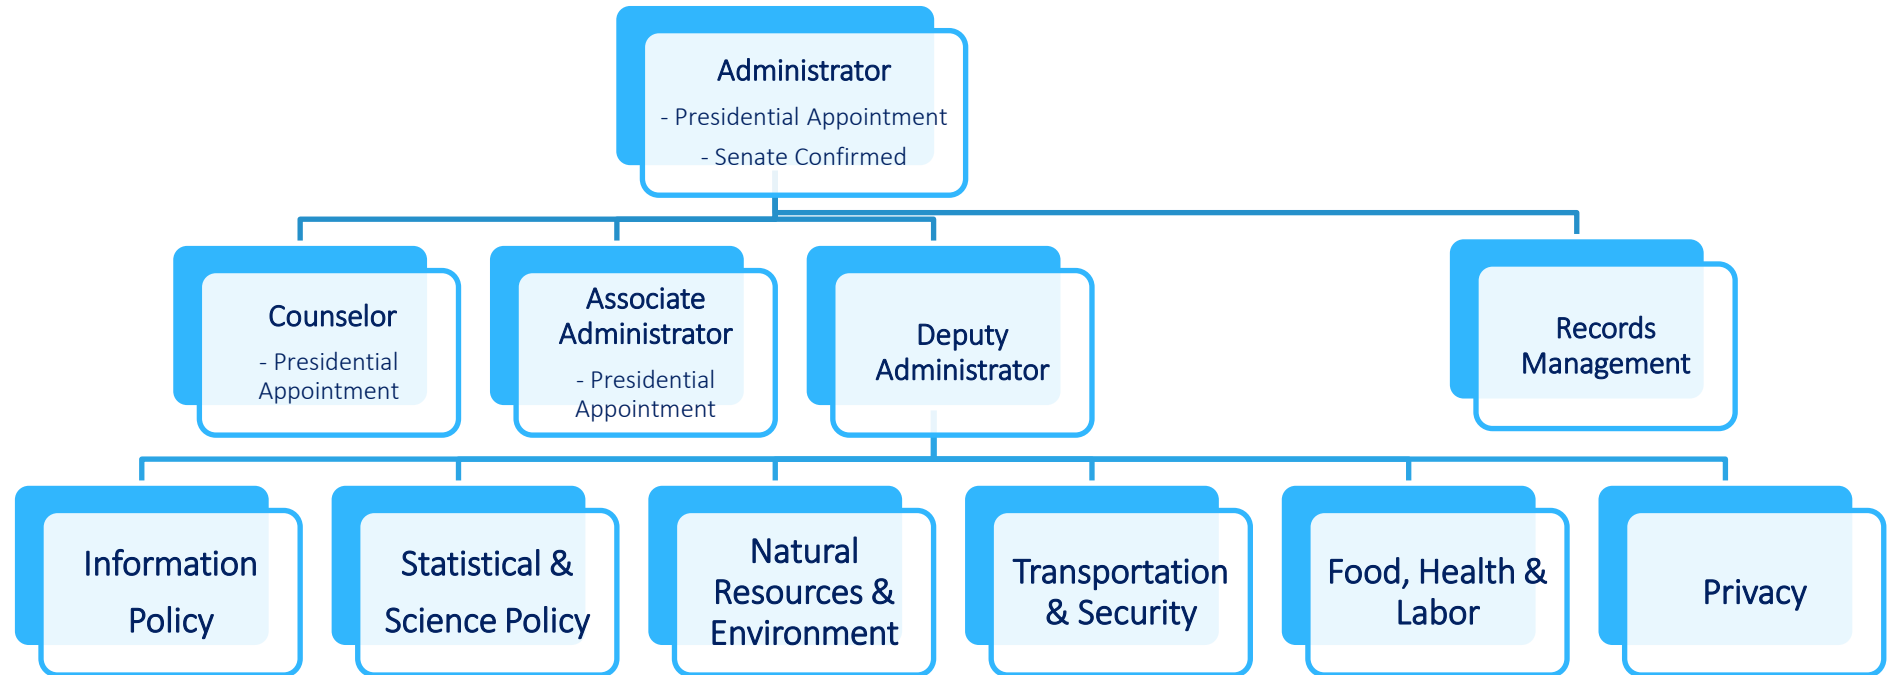 Administrator
- Presidential Appointment
- Senate Confirmed
Counselor
- Presidential
Appointment
Associate
Administrator
- Presidential
Appointment
Deputy
Administrator
Records
Management
Information
Policy
Statistical &
Science Policy
Natural
Resources &
Environment
Transportation
& Security
Food, Health &
Labor
Privacy